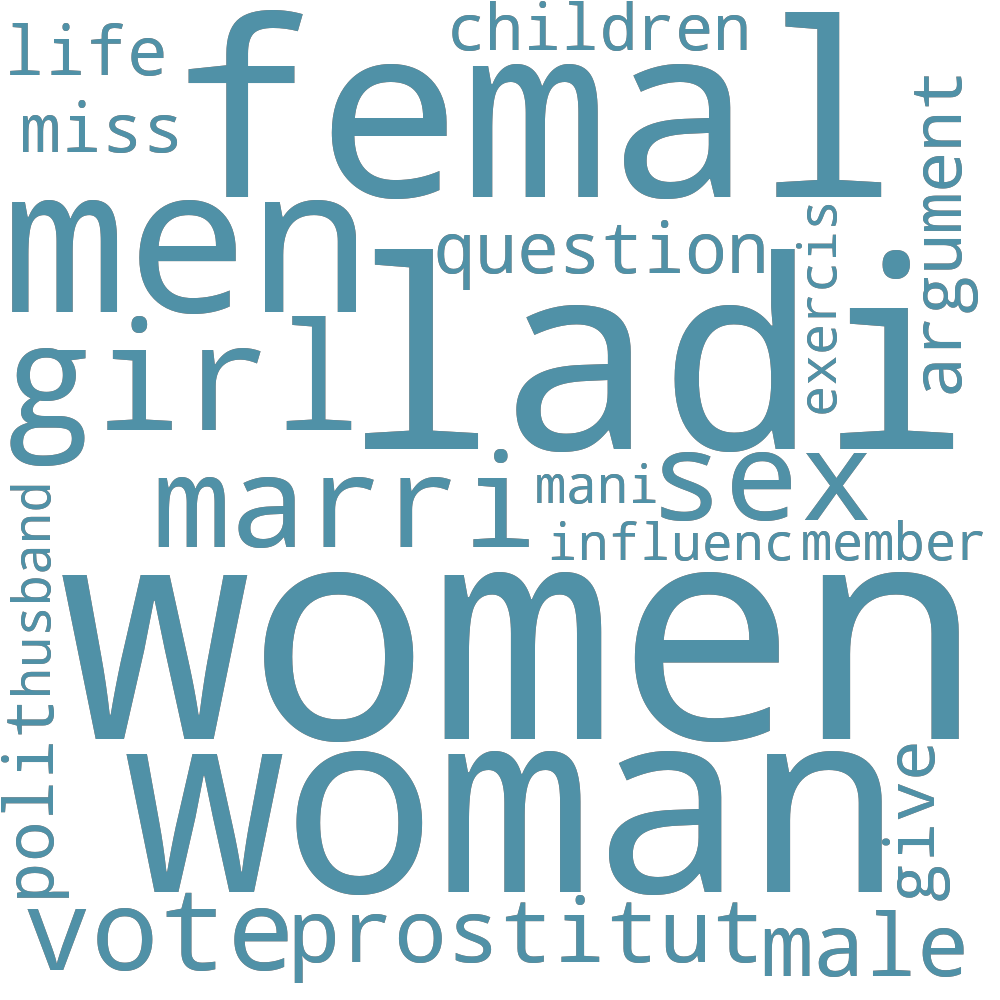 life
children
femal
miss
argument
men
question
exercis
ladi
girl
marri
mani
sex
influenc
member
husband
women
polit
woman
give
vote
prostitut
male